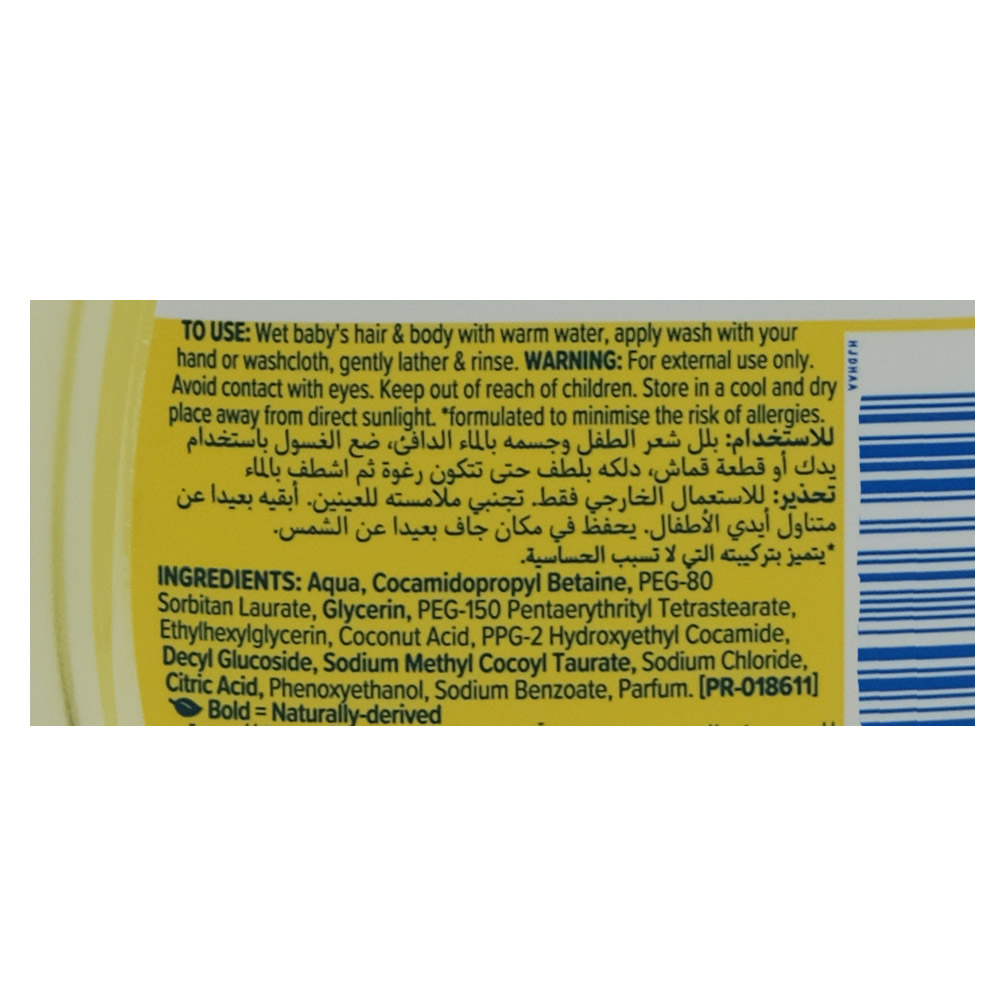 TO USE: Wet baby's hair & body with warm water, apply wash with your
hand or washcloth, gently lather & rinse. WARNING: For external use only.
Avoid contact with eyes. Keep out of reach of children. Store in a cool and dry
place away from direct sunlight. *formulated to minimise the risk of allergies.
للاستخدام: بلل شعر الطفل وجسمه بالماء الدافئ، ضع الغسول باستخدام
يدك أو قطعة قماش، دلكه بلطف حتى تتكون رغوة ثم اشطف بالماء
تحذير: للاستعمال الخارجي فقط. تجنبي ملامسته للعينين. أبقيه بعيدا عن
متناول أيدي الأطفال. يحفظ في مكان جاف بعيدا عن الشمس.
*يتميز بتركيبته التي لا تسبب الحساسية.
INGREDIENTS: Aqua, Cocamidopropyl Betaine, PEG-80
Sorbitan Laurate, Glycerin, PEG-150 Pentaerythrityl Tetrastearate,
Ethylhexylglycerin, Coconut Acid, PPG-2 Hydroxyethyl Cocamide,
Decyl Glucoside, Sodium Methyl Cocoyl Taurate, Sodium Chloride,
Citric Acid, Phenoxyethanol, Sodium Benzoate, Parfum. [PR-018611]
Bold = Naturally-derived